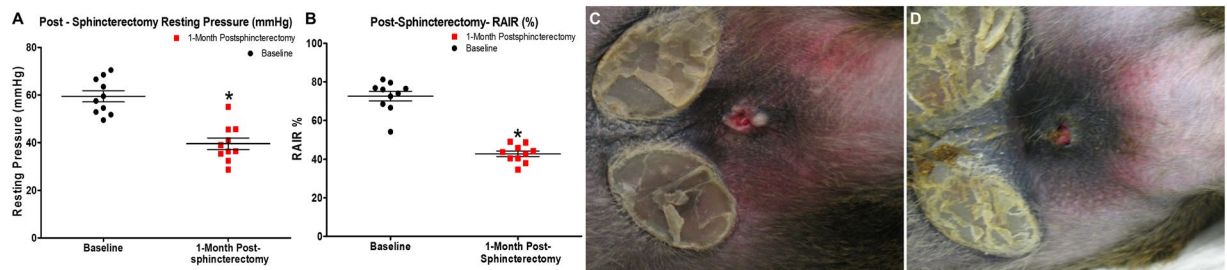 A
Post - Sphincterectomy Resting Pressure (mmHg)
1-Month Postsphincterectomy
Baseline
Resting Pressure (mmHg)
80
60
40
20
0
*
Baseline
1-Month Post-
sphincterectomy
B
Post-Sphincterectomy- RAIR (%)
1-Month Postsphincterectomy
Baseline
RAIR %
100
80
60
40
20
0
*
Baseline
1-Month Post-
Sphincterectomy
C
D